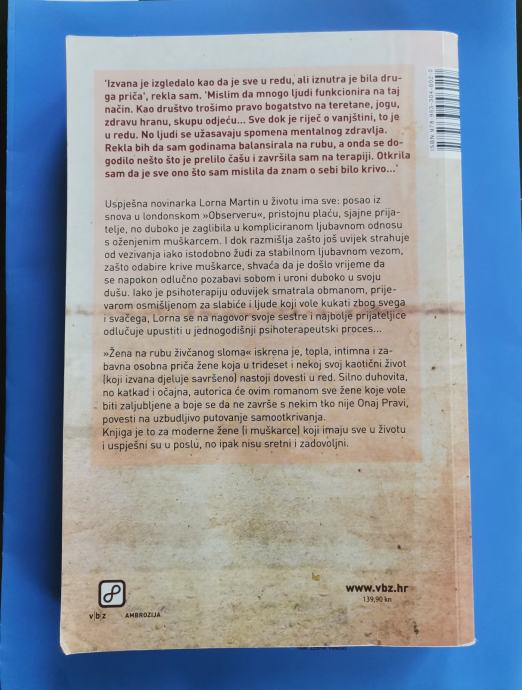 'Izvana je izgledalo kao da je sve u redu, ali iznutra je bila dru-
ga priča', rekla sam. 'Mislim da mnogo ljudi funkcionira na taj
način. Kao društvo trošimo pravo bogatstvo na teretane, jogu,
zdravu hranu, skupu odjeću... Sve dok je riječ o vanjštini, to je
u redu. No ljudi se užasavaju spomena mentalnog zdravlja.
Rekla bih da sam godinama balansirala na rubu, a onda se do-
godilo nešto što je prelilo čašu i završila sam na terapiji. Otkrila
sam da je sve ono što sam mislila da znam o sebi bilo krivo...'
Uspješna novinarka Lorna Martin u životu ima sve: posao iz
snova u londonskom »Observeru«, pristojnu plaću, sjajne prija-
telje, no duboko je zaglibila u kompliciranom ljubavnom odnosu
s oženjenim muškarcem. I dok razmišlja zašto još uvijek strahuje
od vezivanja iako istodobno žudi za stabilnom ljubavnom vezom,
zašto odabire krive muškarce, shvaća da je došlo vrijeme da
se napokon odlučno pozabavi sobom i uroni duboko u svoju
dušu. Iako je psihoterapiju oduvijek smatrala obmanom, prije-
varom osmišljenom za slabiće i ljude koji vole kukati zbog svega
i svačega, Lorna se na nagovor svoje sestre i najbolje prijateljice
odlučuje upustiti u jednogodišnji psihoterapeutski proces...
»Žena na rubu živčanog sloma« iskrena je, topla, intimna i za-
bavna osobna priča žene koja u trideset i nekoj svoj kaotični život
(koji izvana djeluje savršeno) nastoji dovesti u red. Silno duhovita,
no katkad i očajna, autorica će ovim romanom sve žene koje vole
biti zaljubljene a boje se da ne završe s nekim tko nije Onaj Pravi,
povesti na uzbudljivo putovanje samootkrivanja.
Knjiga je to za moderne žene (i muškarce) koji imaju sve u životu
i uspješni su u poslu, no ipak nisu sretni i zadovoljni.
ISBN 978-953-304-002-0
v|b|z
AMBROZIJA
www.vbz.hr
139,90 kn